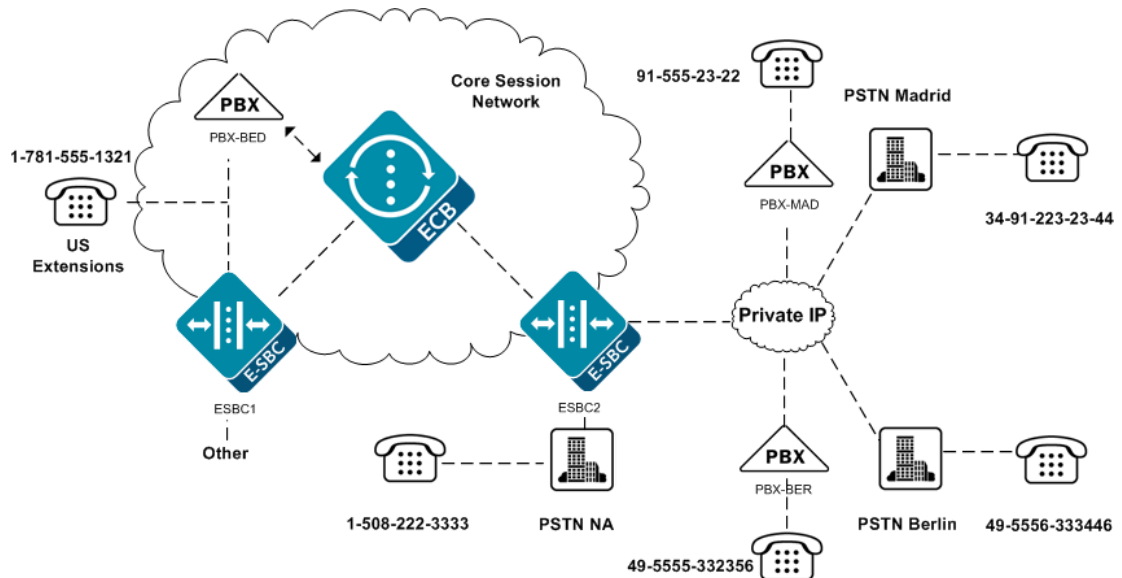 91-555-23-22
Core Session
Network
PSTN Madrid
PBX
PBX-BED
1-781-555-1321
ECB
PBX
PBX-MAD
34-91-223-23-44
US
Extensions
E-SBC
E-SBC
Private IP
ESBC1
ESBC2
Other
PBX
PBX-BER
1-508-222-3333
PSTN NA
PSTN Berlin
49-5556-333446
49-5555-332356